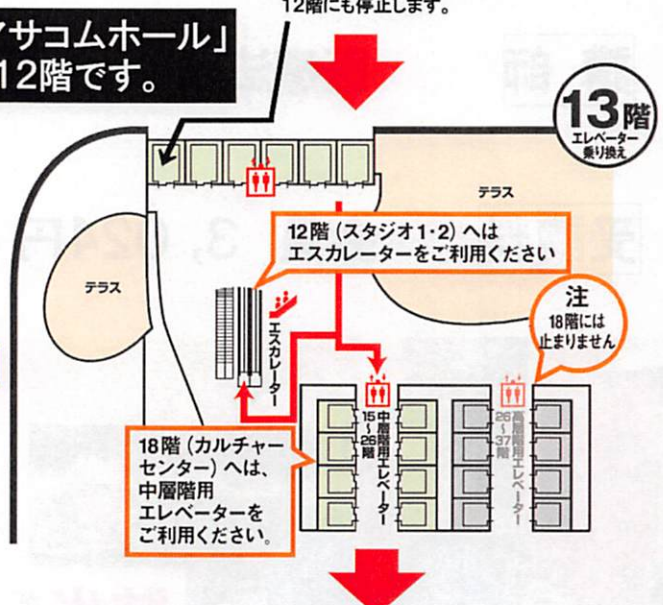 12階にも停止します。
アサコムホール」
12階です。
13階
エレベーター
乗り換え
テラス
12階(スタジオ1・2)へは
エスカレーターをご利用ください
テラス
エスカレーター
注
18階には
止まりません
中層階用エレベーター
15~26階
高層階用エレベーター
26~37階
18階(カルチャー
センター)へは、
中層階用
エレベーターを
ご利用ください。